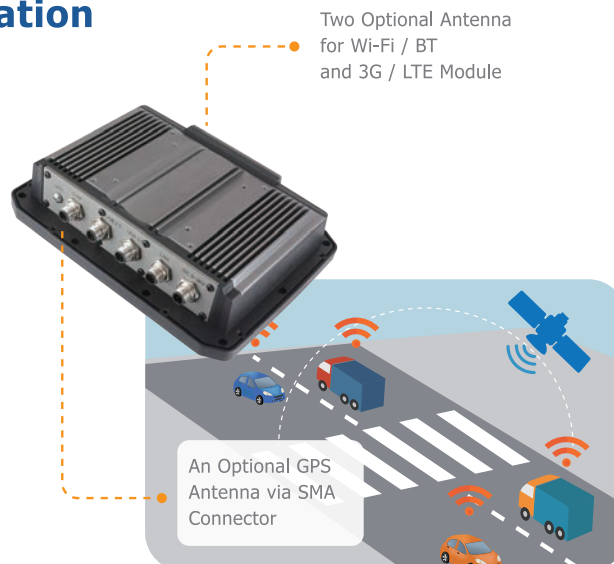 ation
Two Optional Antenna
for Wi-Fi / BT
and 3G / LTE Module
An Optional GPS
Antenna via SMA
Connector